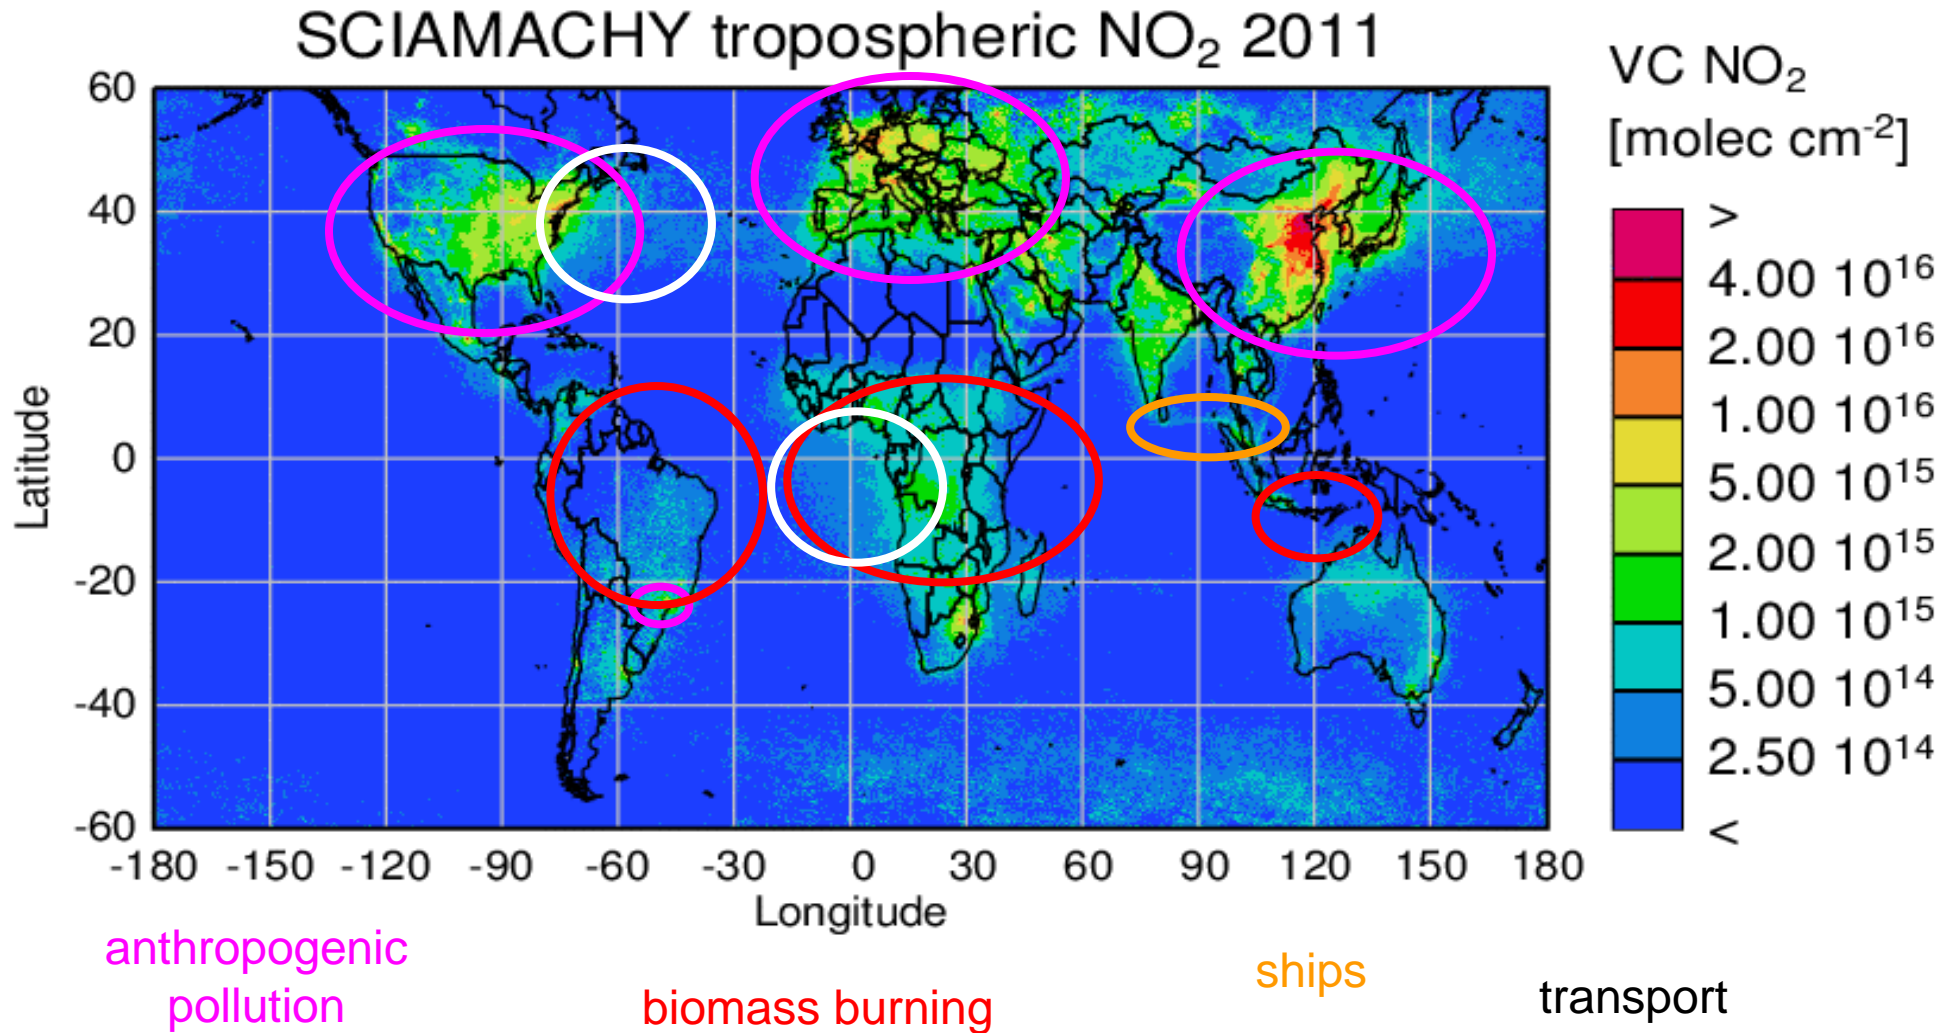 SCIAMACHY tropospheric NO₂ 2011
VC NO₂
[molec cm⁻²]
>
4.00 10¹⁶
2.00 10¹⁶
1.00 10¹⁶
5.00 10¹⁵
2.00 10¹⁵
1.00 10¹⁵
5.00 10¹⁴
2.50 10¹⁴
<
Latitude
60
40
20
0
-20
-40
-60
-180 -150 -120 -90 -60 -30 0 30 60 90 120 150 180
Longitude
anthropogenic
pollution
biomass burning
ships
transport